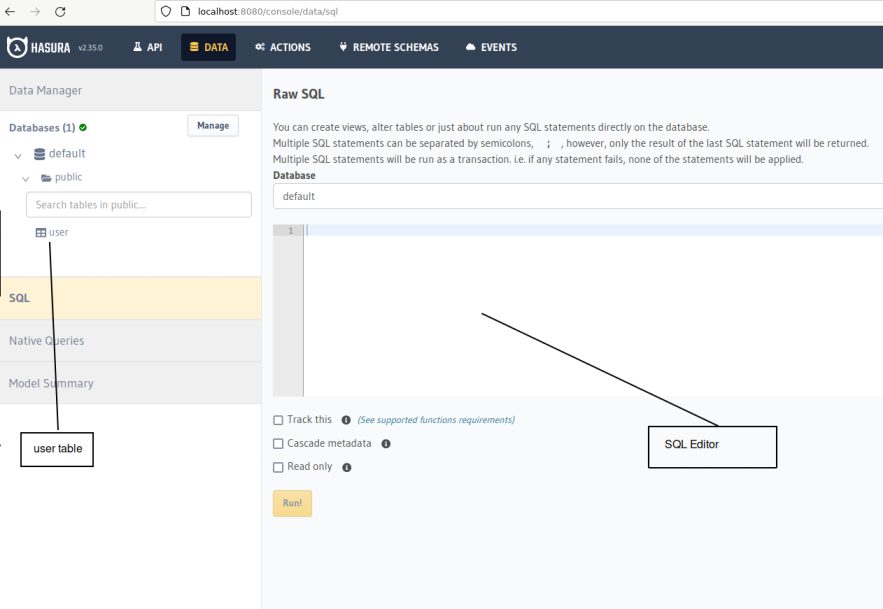 localhost:8080/console/data/sql
HASURA v2.35.0 API DATA ACTIONS REMOTE SCHEMAS EVENTS
Data Manager
Databases (1) Manage
default
public
Search tables in public...
user
SQL
Native Queries
Model Summary
user table
Raw SQL
You can create views, alter tables or just about run any SQL statements directly on the database.
Multiple SQL statements can be separated by semicolons, ; , however, only the result of the last SQL statement will be returned.
Multiple SQL statements will be run as a transaction. i.e. if any statement fails, none of the statements will be applied.
Database
default
1
Track this (See supported functions requirements)
Cascade metadata
Read only
Run!
SQL Editor